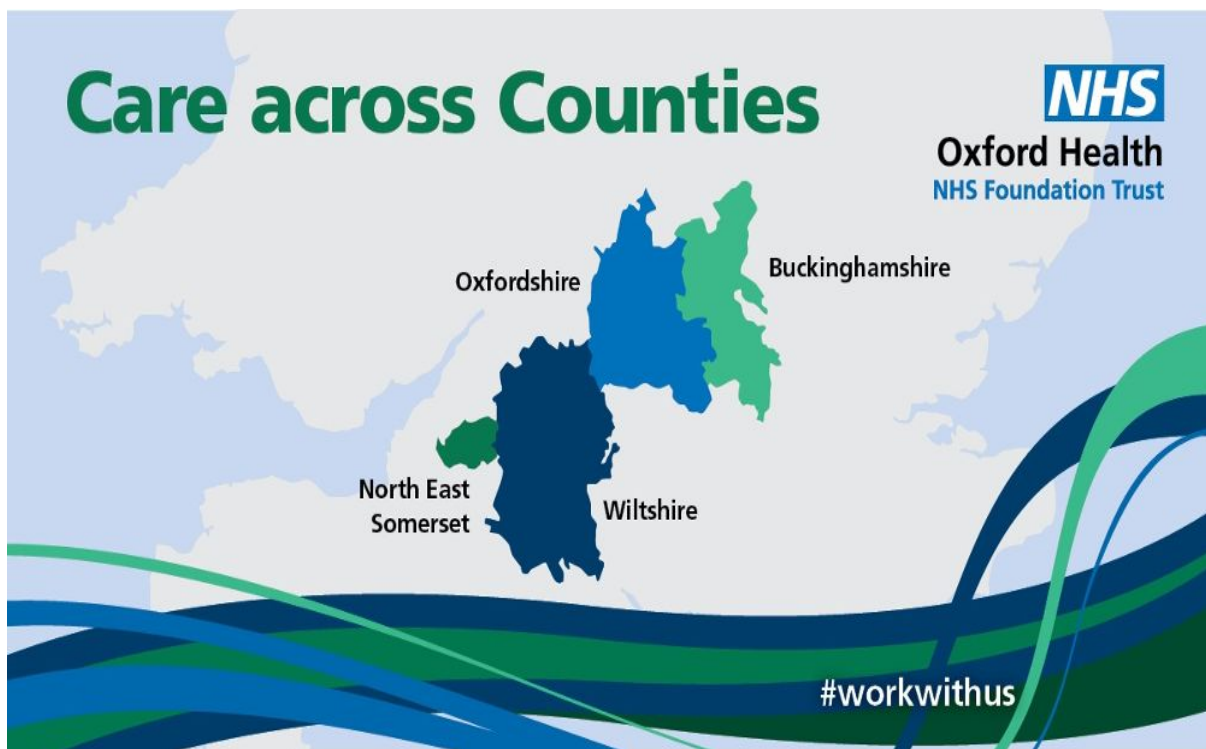 Care across Counties
NHS
Oxford Health
NHS Foundation Trust
Oxfordshire
Buckinghamshire
North East
Somerset
Wiltshire
#workwithus